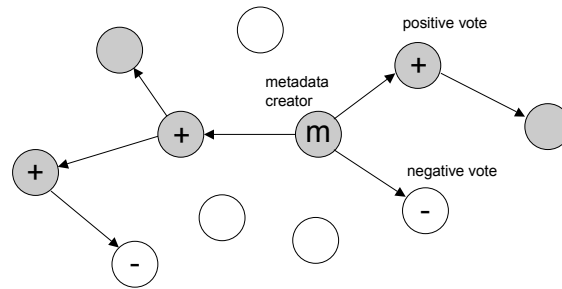 positive vote
+
metadata
creator
+
m
+
negative vote
-
-